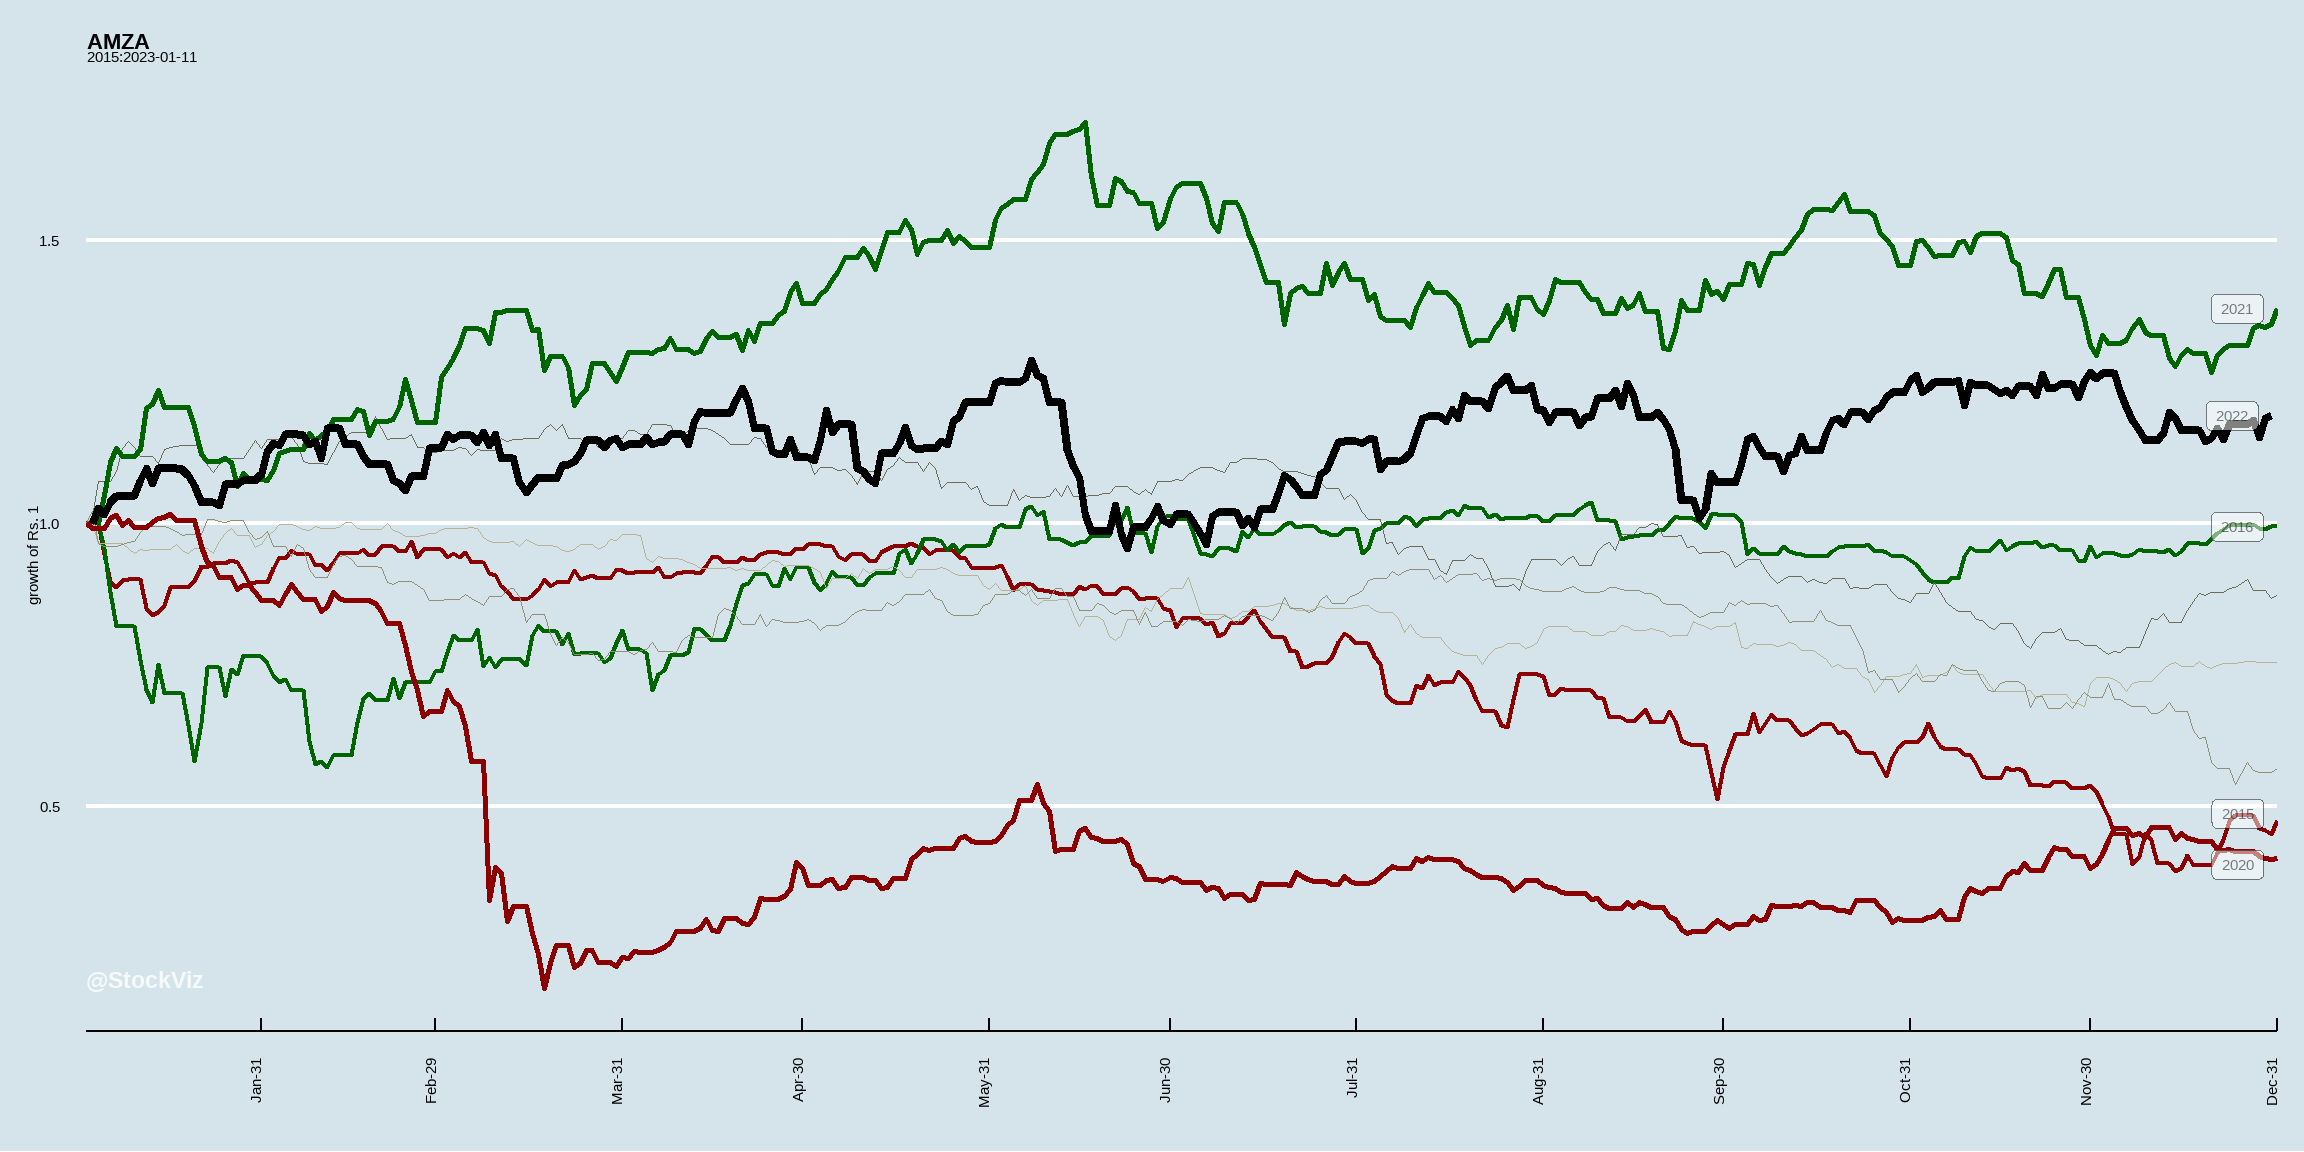 AMZA
2015:2023-01-11
growth of Rs. 1
1.5
1.0
0.5
2021
2022
2016
2015
2020
@StockViz
Jan-31
Feb-29
Mar-31
Apr-30
May-31
Jun-30
Jul-31
Aug-31
Sep-30
Oct-31
Nov-30
Dec-31